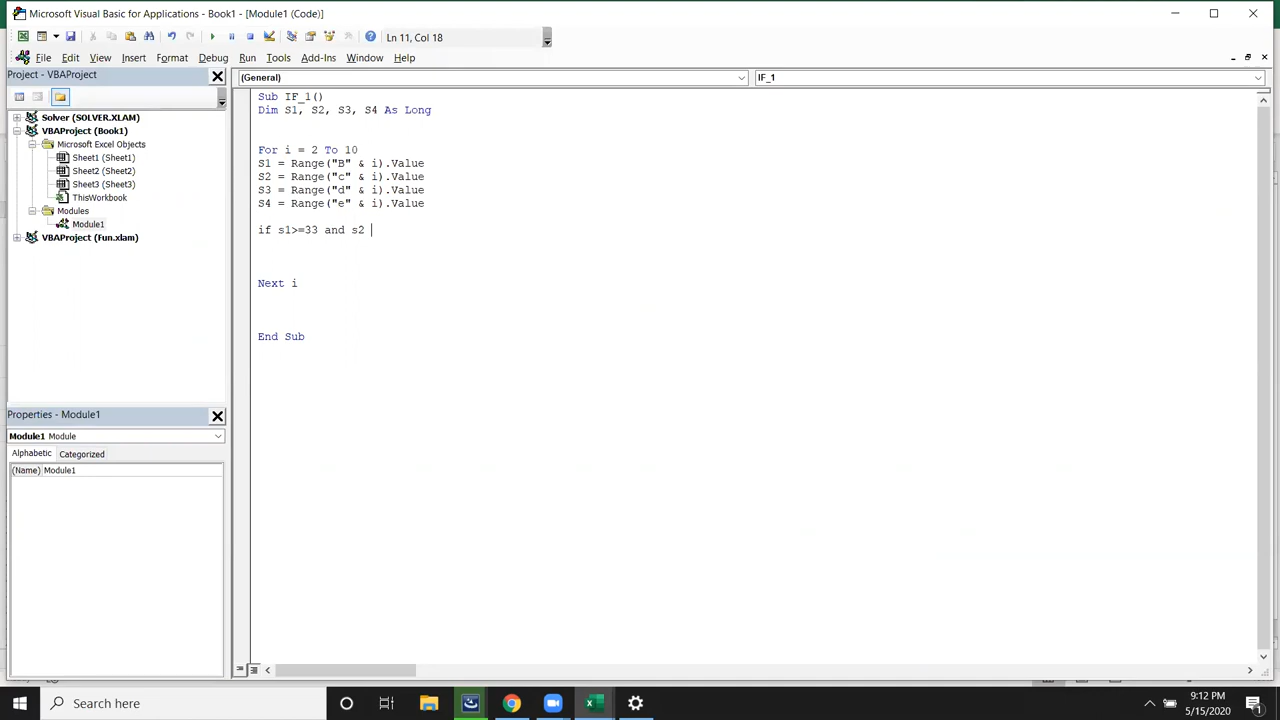 Microsoft Visual Basic for Applications - Book1 - [Module1 (Code)]
Ln 11, Col 18
File Edit View Insert Format Debug Run Tools Add-Ins Window Help
Project - VBAProject
(General)
IF_1
Solver (SOLVER.XLAM)
VBAProject (Book1)
Microsoft Excel Objects
Sheet1 (Sheet1)
Sheet2 (Sheet2)
Sheet3 (Sheet3)
ThisWorkbook
Modules
Module1
VBAProject (Fun.xlam)
Sub IF_1()
Dim S1, S2, S3, S4 As Long
For i = 2 To 10
S1 = Range("B" & i).Value
S2 = Range("c" & i).Value
S3 = Range("d" & i).Value
S4 = Range("e" & i).Value
if s1>=33 and s2
Next i
End Sub
Properties - Module1
Module1 Module
Alphabetic Categorized
(Name) Module1
Search here
9:12 PM
5/15/2020
1